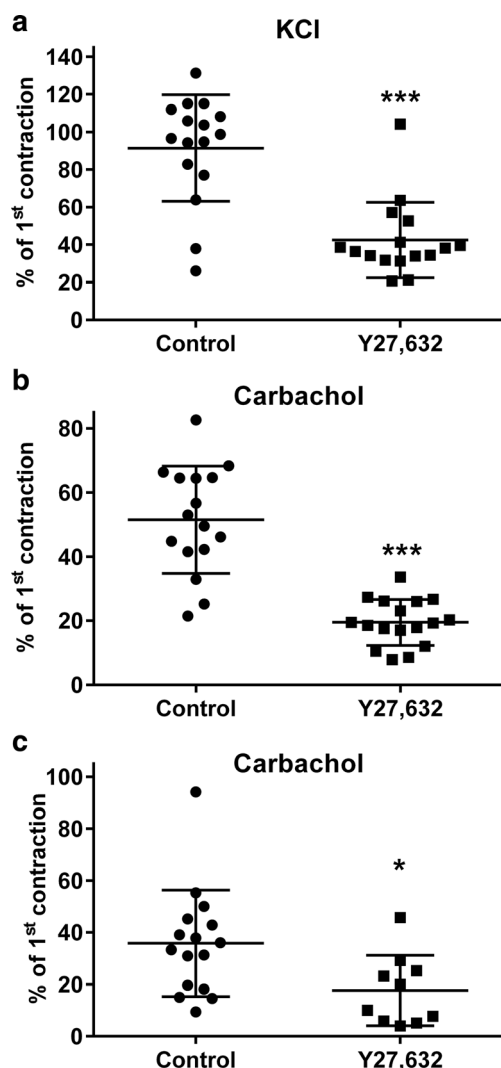 a
KCl
% of 1st contraction
140
120
100
80
60
40
20
0
***
Control Y27,632
b
Carbachol
% of 1st contraction
80
60
40
20
0
***
Control Y27,632
c
Carbachol
% of 1st contraction
100
80
60
40
20
0
*
Control Y27,632